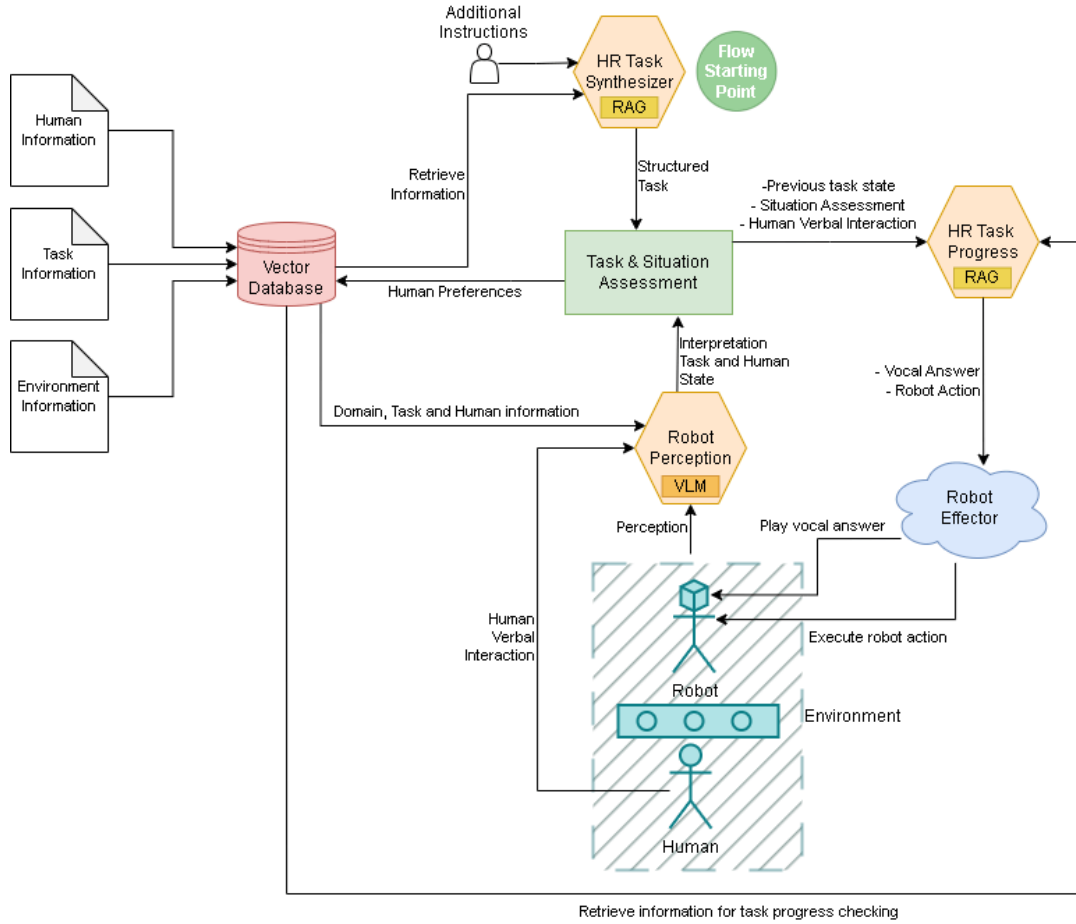 Additional
Instructions
HR Task
Synthesizer
RAG
Flow
Starting
Point
Human
Information
Retrieve
Information
Structured
Task
-Previous task state
- Situation Assessment
- Human Verbal Interaction
HR Task
Progress
RAG
Task
Information
Vector
Database
Task & Situation
Assessment
Human Preferences
Interpretation
Task and Human
State
- Vocal Answer
- Robot Action
Environment
Information
Domain, Task and Human information
Robot
Perception
VLM
Robot
Effector
Perception
Play vocal answer
Human
Verbal
Interaction
Execute robot action
Robot
Environment
Human
Retrieve information for task progress checking